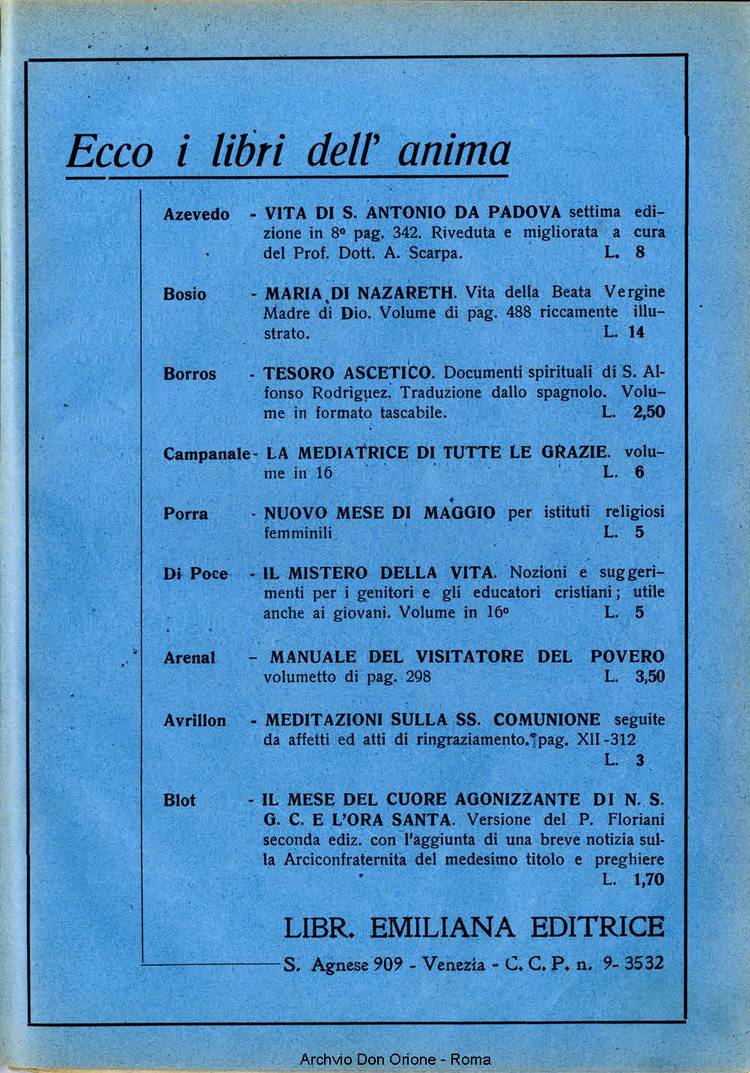 Ecco i libri dell' anima
Azevedo - VITA DI S. ANTONIO DA PADOVA settima edi-
zione in 8º pag. 342. Riveduta e migliorata a cura
del Prof. Dott. A. Scarpa. L. 8
Bosio - MARIA DI NAZARETH. Vita della Beata Vergine
Madre di Dio. Volume di pag. 488 riccamente illu-
strato. L. 14
Borros - TESORO ASCETICO. Documenti spirituali di S. Al-
fonso Rodriguez. Traduzione dallo spagnolo. Volu-
me in formato tascabile. L. 2,50
Campanale - LA MEDIATRICE DI TUTTE LE GRAZIE. volu-
me in 16 L. 6
Porra - NUOVO MESE DI MAGGIO per istituti religiosi
femminili L. 5
Di Poce - IL MISTERO DELLA VITA. Nozioni e suggeri-
menti per i genitori e gli educatori cristiani; utile
anche ai giovani. Volume in 16º L. 5
Arenal - MANUALE DEL VISITATORE DEL POVERO
volumetto di pag. 298 L. 3,50
Avrillon - MEDITAZIONI SULLA SS. COMUNIONE seguite
da affetti ed atti di ringraziamento, pag. XII-312
L. 3
Blot - IL MESE DEL CUORE AGONIZZANTE DI N. S.
G. C. E L'ORA SANTA. Versione del P. Floriani
seconda ediz. con l'aggiunta di una breve notizia sul-
la Arciconfraternita del medesimo titolo e preghiere
L. 1,70
LIBR. EMILIANA EDITRICE
S. Agnese 909 - Venezia - C. C. P. n. 9-3532
Archvio Don Orione - Roma